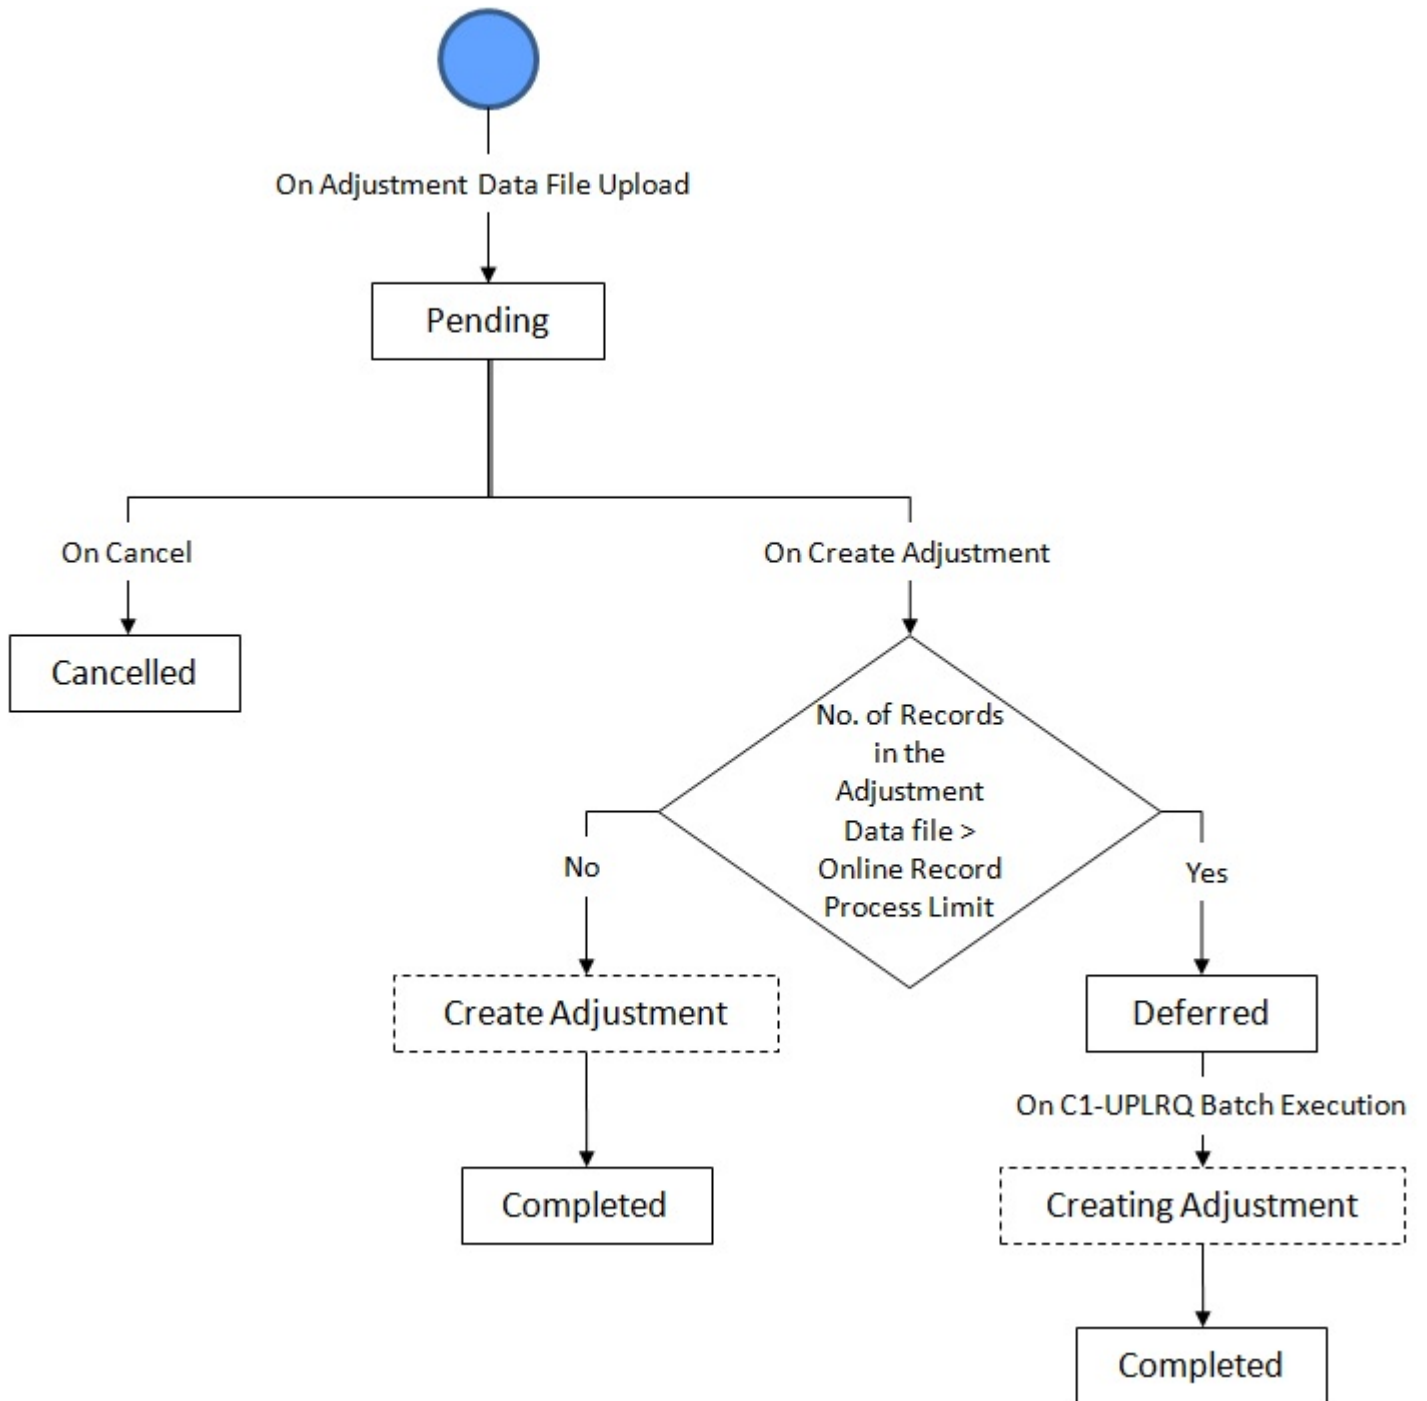 On Adjustment Data File Upload
Pending
On Cancel
On Create Adjustment
Cancelled
No. of Records
in the
Adjustment
Data file >
Online Record
Process Limit
No
Yes
Create Adjustment
Deferred
On C1-UPLRQ Batch Execution
Completed
Creating Adjustment
Completed